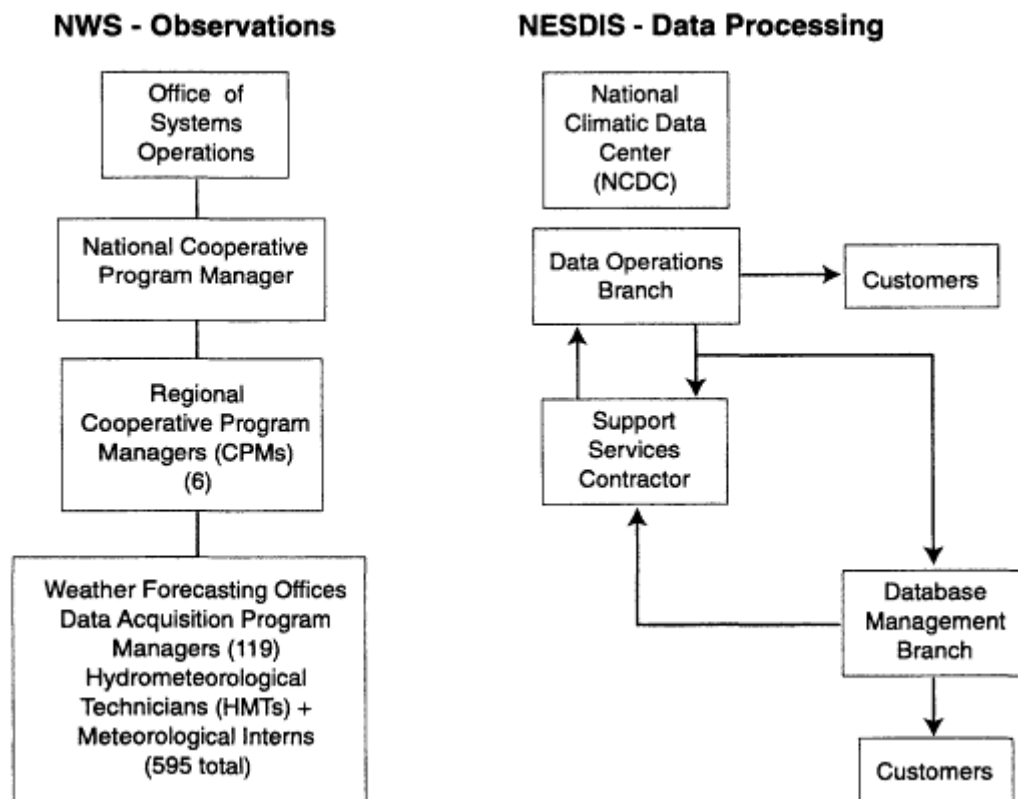 NWS - Observations
Office of
Systems
Operations
National Cooperative
Program Manager
Regional
Cooperative Program
Managers (CPMs)
(6)
Weather Forecasting Offices
Data Acquisition Program
Managers (119)
Hydrometeorological
Technicians (HMTs) +
Meteorological Interns
(595 total)
NESDIS - Data Processing
National
Climatic Data
Center
(NCDC)
Data Operations
Branch
Customers
Support
Services
Contractor
Database
Management
Branch
Customers